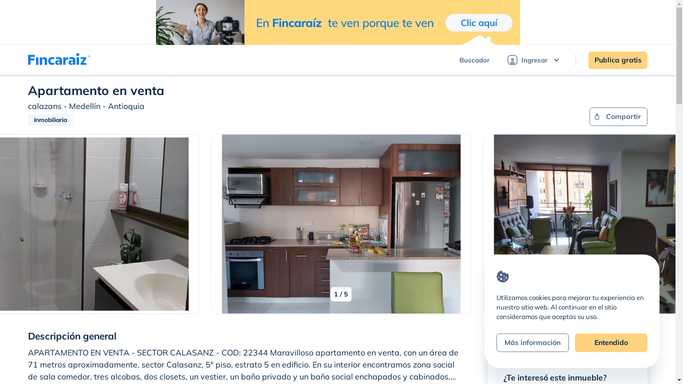 En Fincaraíz te ven porque te ven
Clic aquí
Fincaraiz
Buscador
Ingresar
Publica gratis
Apartamento en venta
calazans - Medellín - Antioquia
Inmobiliaria
Compartir
1 / 5
Utilizamos cookies para mejorar tu experiencia en
nuestro sitio web. Al continuar en el sitio
consideramos que aceptas su uso.
Más información
Entendido
Descripción general
APARTAMENTO EN VENTA - SECTOR CALASANZ - COD: 22344 Maravilloso apartamento en venta, con un área de
71 metros aproximadamente, sector Calasanz, 5° piso, estrato 5 en edificio. En su interior encontramos zona social
de sala comedor, tres alcobas, dos closets, un vestier, un baño privado y un baño social enchapados y cabinados,...
¿Te interesó este inmueble?